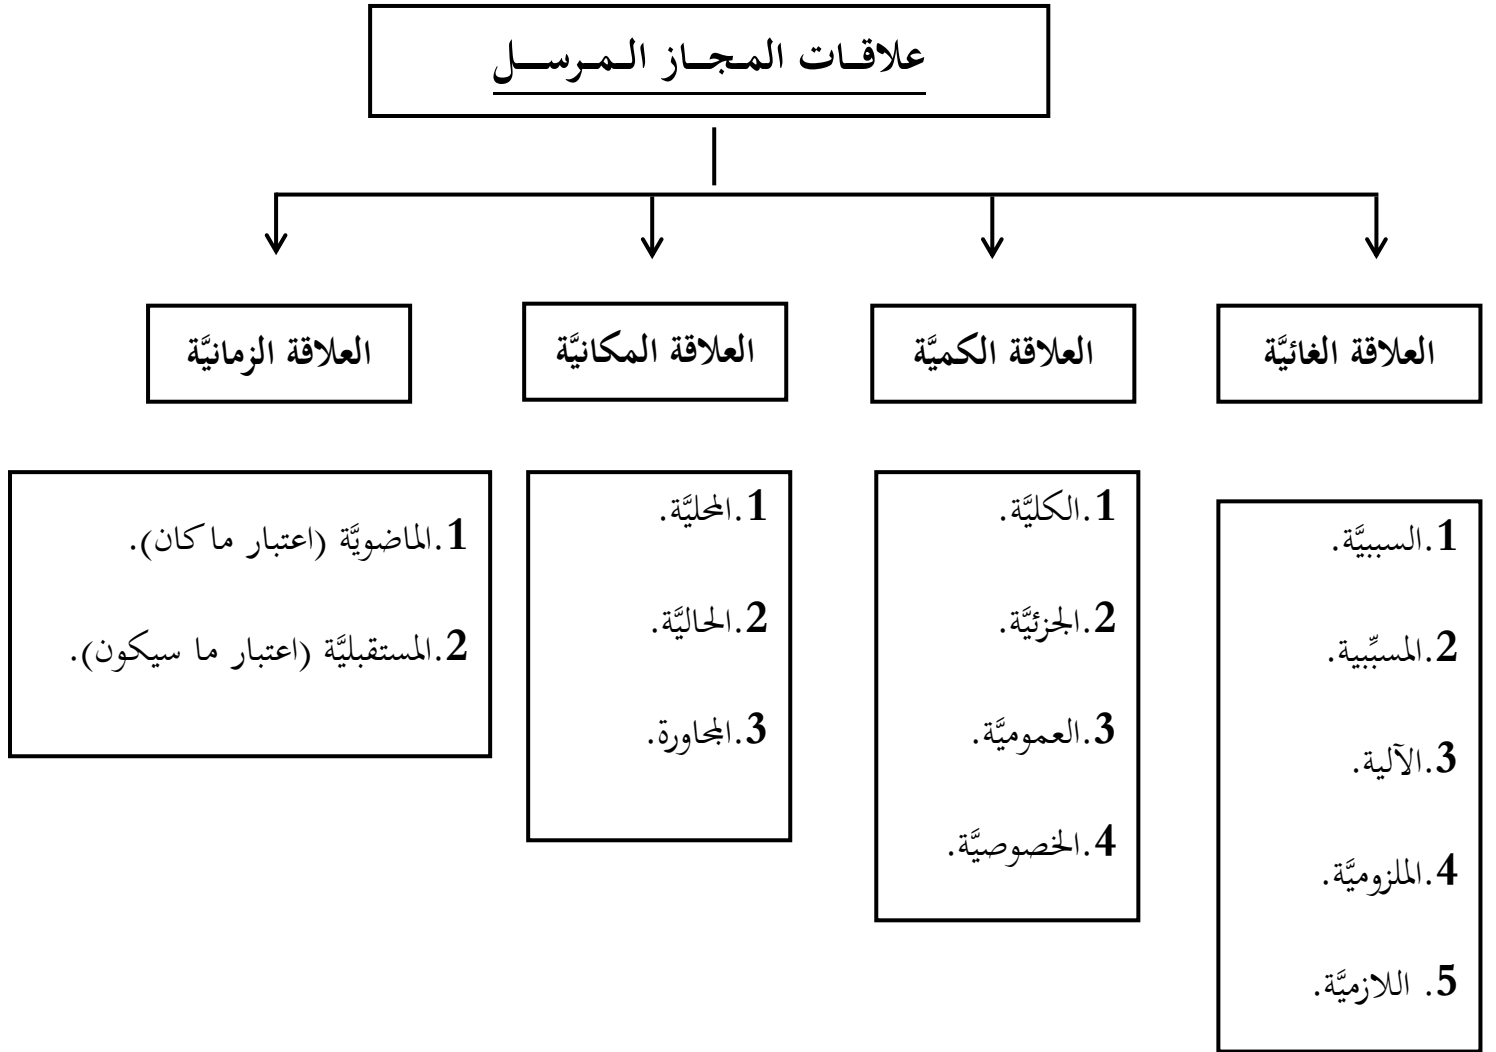 علاقات المجاز المرسل
العلاقة الغائيَّة
العلاقة الكميَّة
العلاقة المكانيَّة
العلاقة الزمانيَّة
1.السببيَّة.
2.المسبِّبية.
3.الآلية.
4.الملزوميَّة.
5. اللازميَّة.
1.الكليَّة.
2.الجزئيَّة.
3.العموميَّة.
4.الخصوصيَّة.
1.المحليَّة.
2.الحاليَّة.
3.المجاورة.
1.الماضويَّة (اعتبار ما كان).
2.المستقبليَّة (اعتبار ما سيكون).